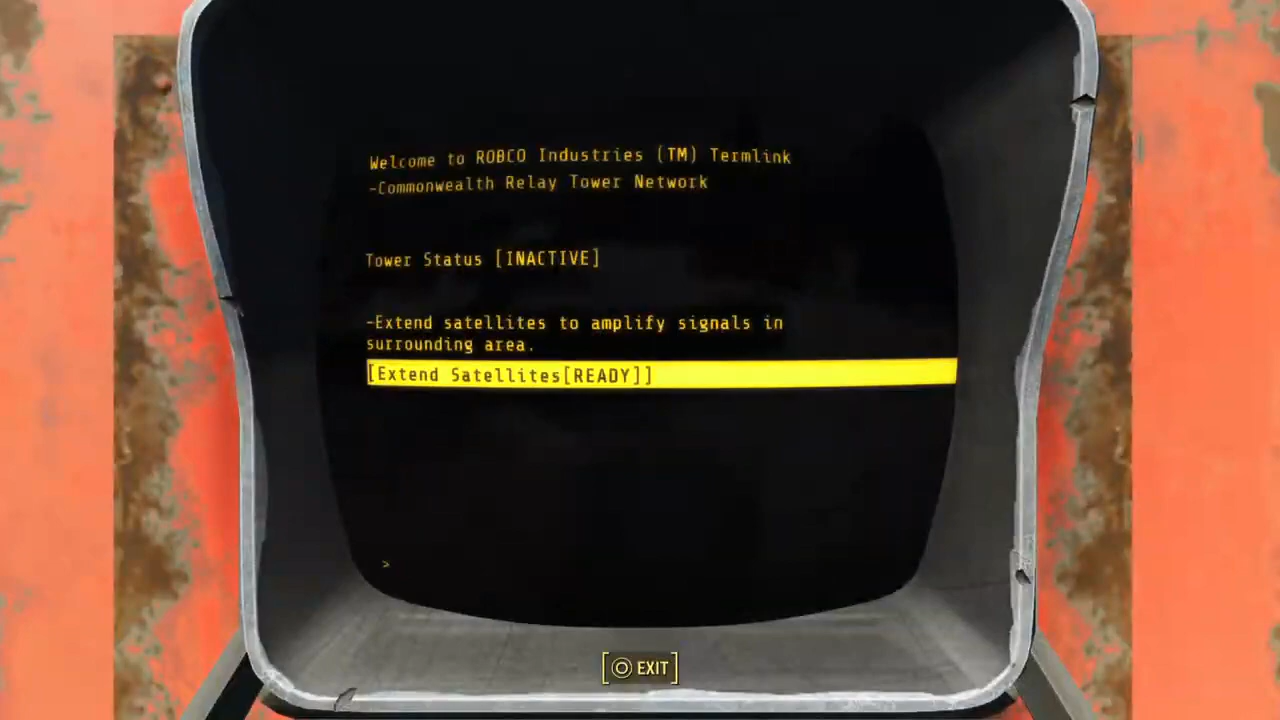 Welcome to ROBCO Industries (TM) Termlink
-Commonwealth Relay Tower Network
Tower Status [INACTIVE]
-Extend satellites to amplify signals in
surrounding area.
[Extend Satellites[READY]]
>
[EXIT]